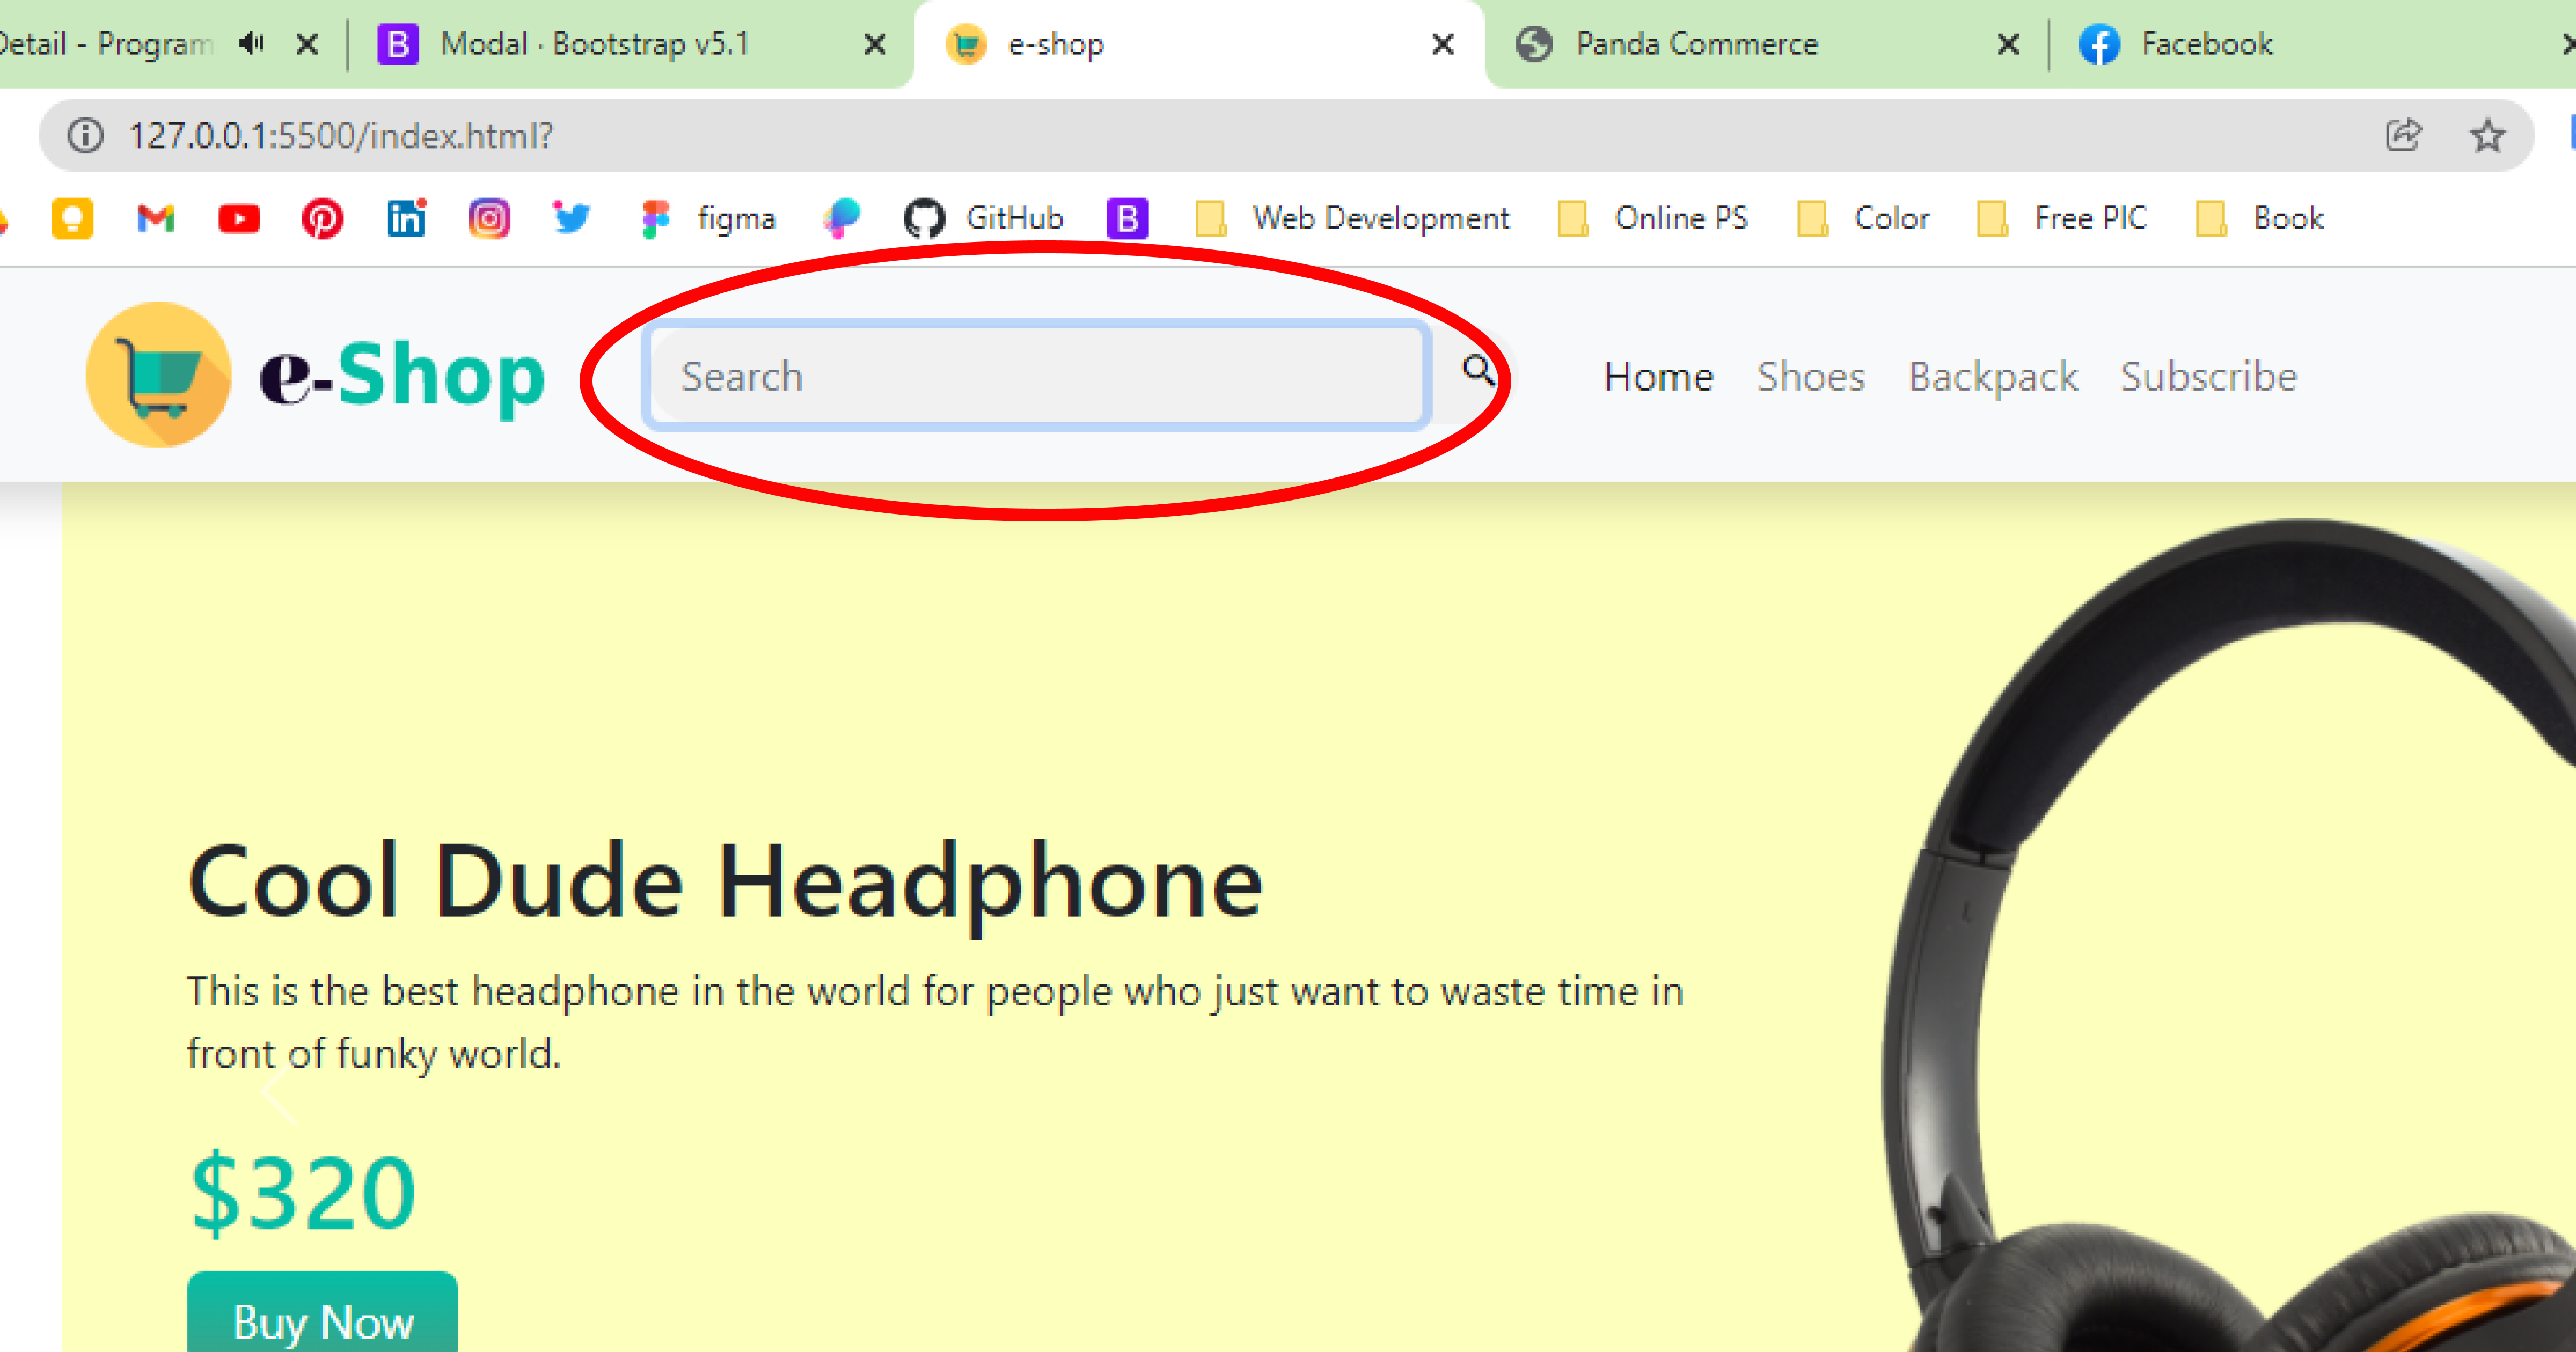 Detail - Program
Modal · Bootstrap v5.1
e-shop
Panda Commerce
Facebook
127.0.0.1:5500/index.html?
figma
GitHub
B
Web Development
Online PS
Color
Free PIC
Book
e-Shop
Search
Home
Shoes
Backpack
Subscribe
Cool Dude Headphone
This is the best headphone in the world for people who just want to waste time in
front of funky world.
$320
Buy Now